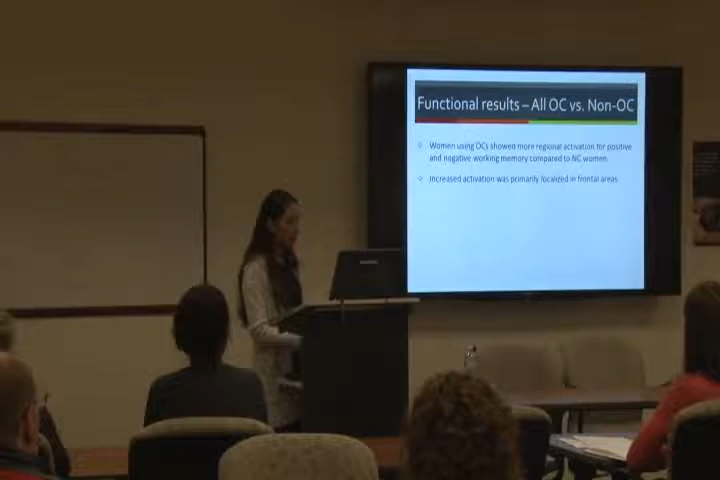 Functional results – All OC vs. Non-OC
Women using OCs showed more regional activation for positive
and negative working memory compared to NC women.
Increased activation was primarily localized in frontal areas